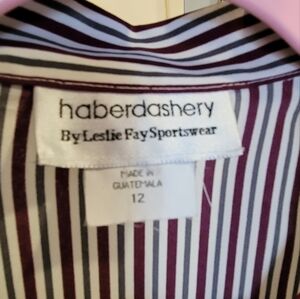 haberdashery
By Leslie Fay Sportswear
MADE IN
GUATEMALA
12